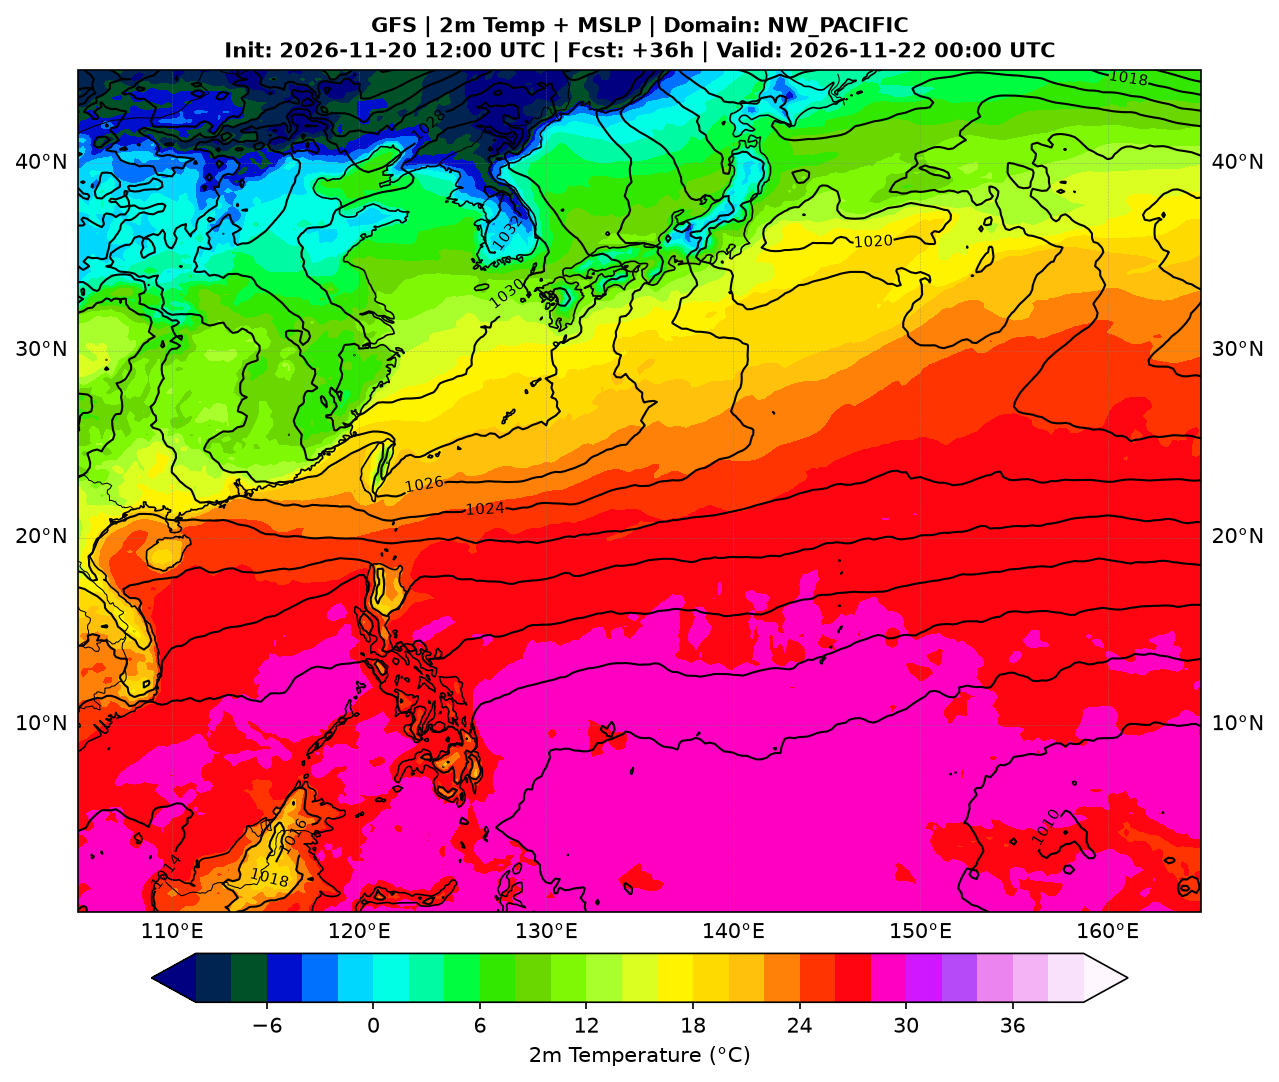 GFS | 2m Temp + MSLP | Domain: NW_PACIFIC
Init: 2026-11-20 12:00 UTC | Fcst: +36h | Valid: 2026-11-22 00:00 UTC
1018
1028
40°N
40°N
1032
1020
1030
30°N
30°N
1026
1024
20°N
20°N
10°N
10°N
1010
1016
1014
1018
110°E
120°E
130°E
140°E
150°E
160°E
−6
0
6
12
18
24
30
36
2m Temperature (°C)